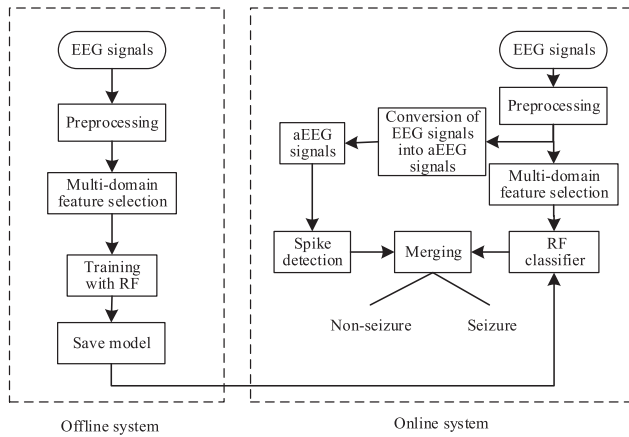 EEG signals
Preprocessing
Multi-domain
feature selection
Training
with RF
Save model
Offline system
EEG signals
Preprocessing
Conversion of
EEG signals
into aEEG
signals
aEEG
signals
Multi-domain
feature selection
Spike
detection
Merging
RF
classifier
Non-seizure
Seizure
Online system